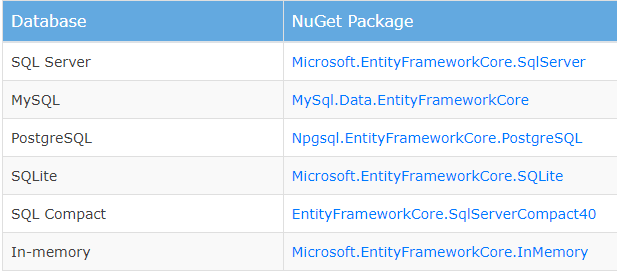 Database NuGet Package
SQL Server Microsoft.EntityFrameworkCore.SqlServer
MySQL MySql.Data.EntityFrameworkCore
PostgreSQL Npgsql.EntityFrameworkCore.PostgreSQL
SQLite Microsoft.EntityFrameworkCore.SQLite
SQL Compact EntityFrameworkCore.SqlServerCompact40
In-memory Microsoft.EntityFrameworkCore.InMemory